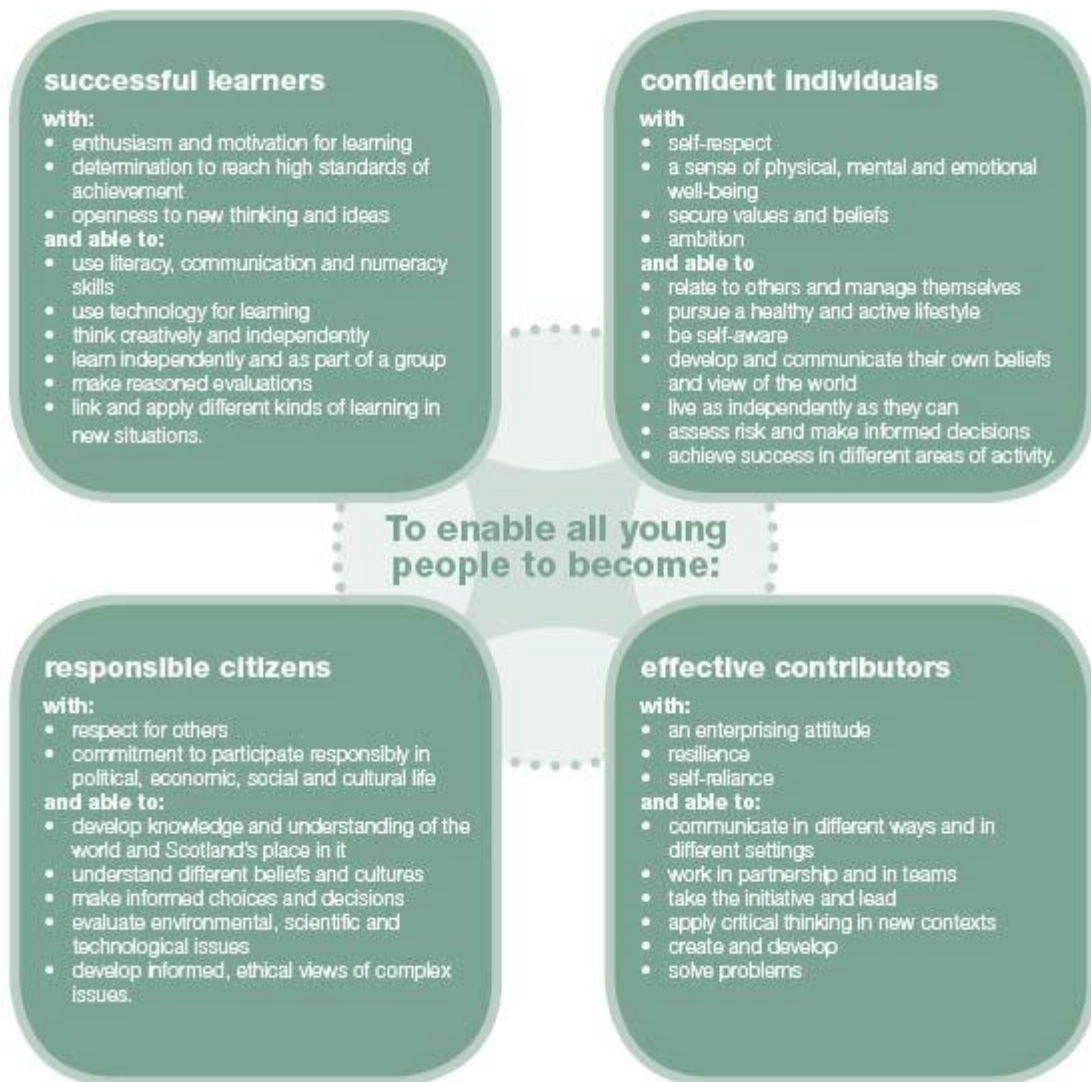 successful learners
with:
• enthusiasm and motivation for learning
• determination to reach high standards of
achievement
• openness to new thinking and ideas
and able to:
• use literacy, communication and numeracy
skills
• use technology for learning
• think creatively and independently
• learn independently and as part of a group
• make reasoned evaluations
• link and apply different kinds of learning in
new situations.
confident individuals
with
• self-respect
• a sense of physical, mental and emotional
well-being
• secure values and beliefs
• ambition
and able to
• relate to others and manage themselves
• pursue a healthy and active lifestyle
• be self-aware
• develop and communicate their own beliefs
and view of the world
• live as independently as they can
• assess risk and make informed decisions
• achieve success in different areas of activity.
To enable all young
people to become:
responsible citizens
with:
• respect for others
• commitment to participate responsibly in
political, economic, social and cultural life
and able to:
• develop knowledge and understanding of the
world and Scotland's place in it
• understand different beliefs and cultures
• make informed choices and decisions
• evaluate environmental, scientific and
technological issues
• develop informed, ethical views of complex
issues.
effective contributors
with:
• an enterprising attitude
• resilience
• self-reliance
and able to:
• communicate in different ways and in
different settings
• work in partnership and in teams
• take the initiative and lead
• apply critical thinking in new contexts
• create and develop
• solve problems